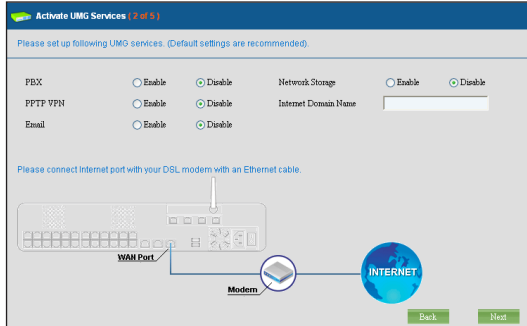 Activate UMG Services ( 2 of 5 )
Please set up following UMG services. (Default settings are recommended).
PBX Enable Disable Network Storage Enable Disable
PPTP VPN Enable Disable Internet Domain Name
Email Enable Disable
Please connect Internet port with your DSL modem with an Ethernet cable.
WAN Port
INTERNET
Modem
Back Next